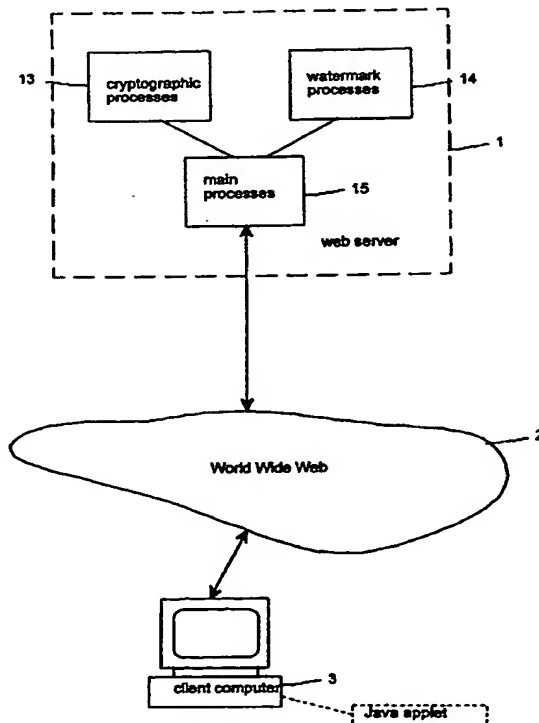 13
cryptographic
processes
watermark
processes
14
1
main
processes
15
web server
2
World Wide Web
3
client computer
Java applet